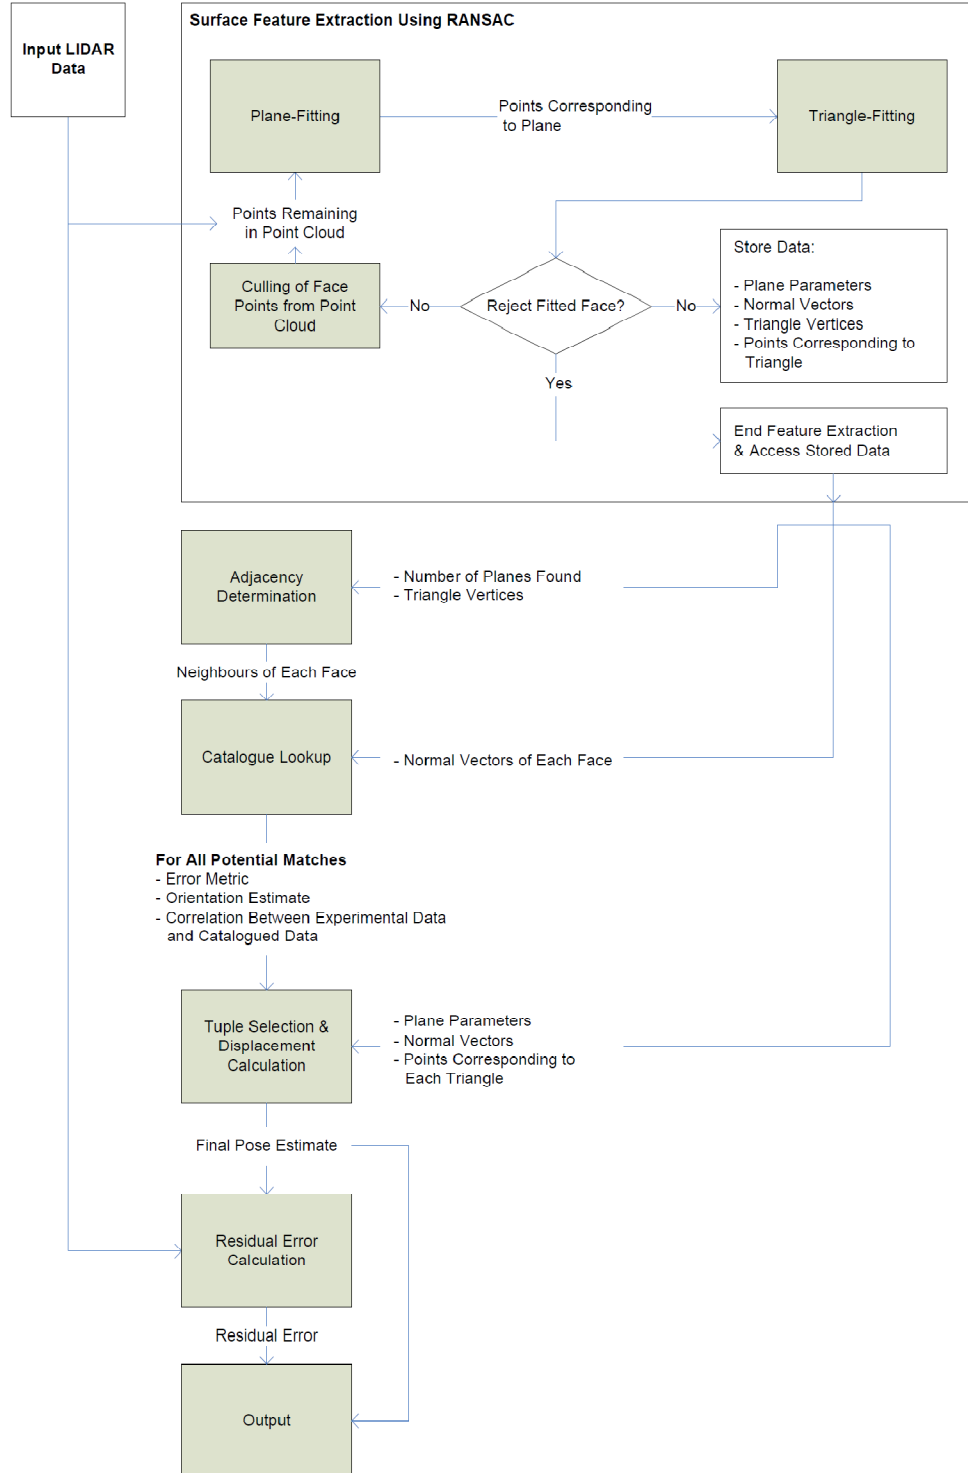 Surface Feature Extraction Using RANSAC
Input LIDAR
Data
Plane-Fitting
Points Corresponding
to Plane
Triangle-Fitting
Points Remaining
in Point Cloud
Store Data:
- Plane Parameters
- Normal Vectors
- Triangle Vertices
- Points Corresponding to
Triangle
Culling of Face
Points from Point
Cloud
No
Reject Fitted Face?
No
Yes
End Feature Extraction
& Access Stored Data
Adjacency
Determination
- Number of Planes Found
- Triangle Vertices
Neighbours of Each Face
Catalogue Lookup
- Normal Vectors of Each Face
For All Potential Matches
- Error Metric
- Orientation Estimate
- Correlation Between Experimental Data
and Catalogued Data
Tuple Selection &
Displacement
Calculation
- Plane Parameters
- Normal Vectors
- Points Corresponding to
Each Triangle
Final Pose Estimate
Residual Error
Calculation
Residual Error
Output